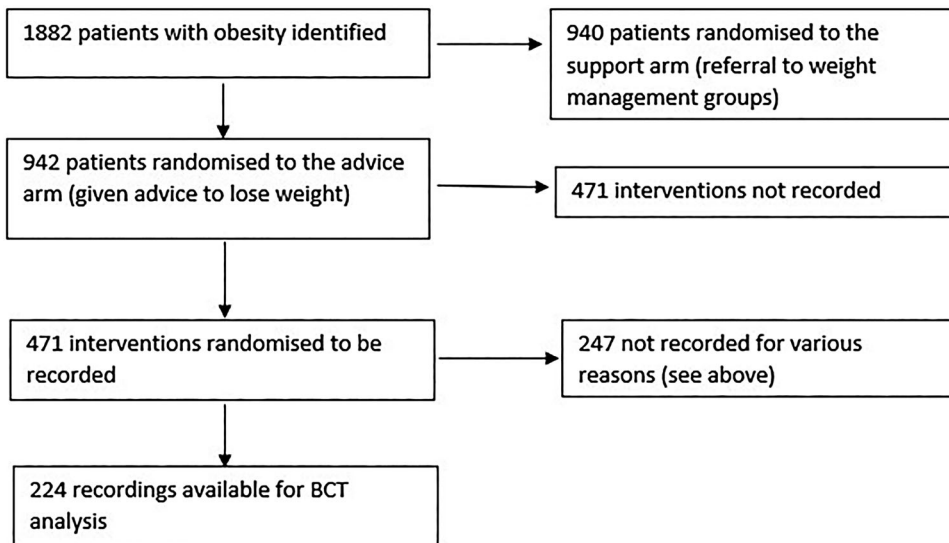 1882 patients with obesity identified
940 patients randomised to the
support arm (referral to weight
management groups)
942 patients randomised to the advice
arm (given advice to lose weight)
471 interventions not recorded
471 interventions randomised to be
recorded
247 not recorded for various
reasons (see above)
224 recordings available for BCT
analysis